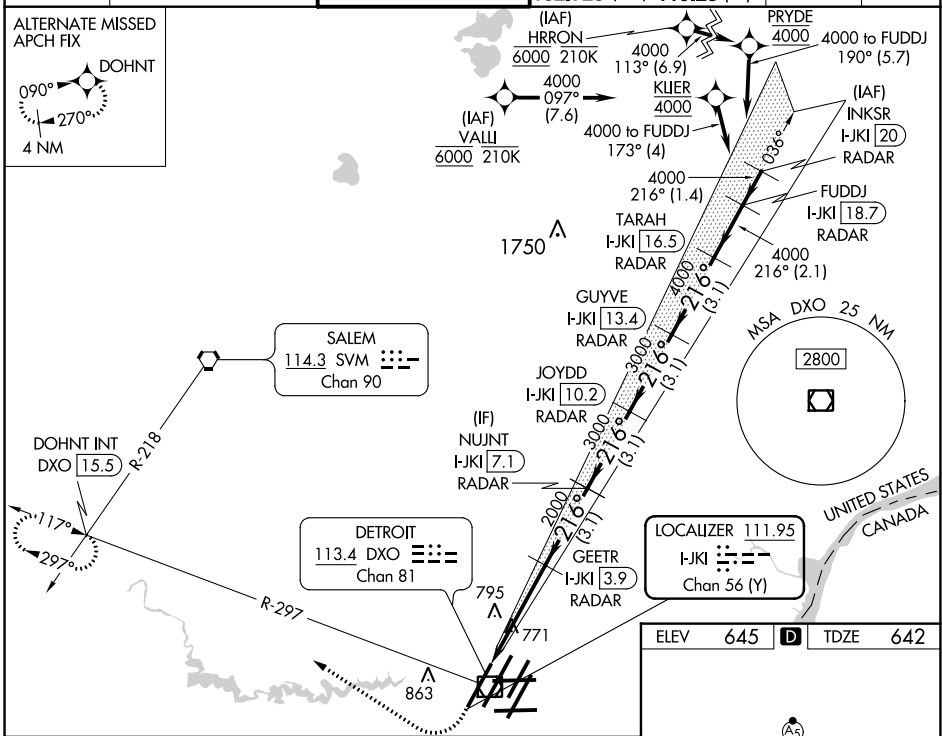 ALTERNATE MISSED
APCH FIX
DOHNT
090°
270°
4 NM
(IAF)
HRRON
6000 210K
4000
113° (6.9)
PRYDE
4000
4000 to FUDDJ
190° (5.7)
4000
097°
(7.6)
(IAF)
VALLI
6000 210K
KLIER
4000
4000 to FUDDJ
173° (4)
(IAF)
INKSR
I-JKI 20
RADAR
036°
4000
216° (1.4)
FUDDJ
I-JKI 18.7
RADAR
TARAH
I-JKI 16.5
RADAR
4000
216° (2.1)
1750
4000
216°
(3.1)
GUYVE
I-JKI 13.4
RADAR
3000
216°
(3.1)
MSA DXO 25 NM
2800
SALEM
114.3 SVM
Chan 90
JOYDD
I-JKI 10.2
RADAR
3000
216°
(3.1)
(IF)
NUJNT
I-JKI 7.1
RADAR
R-218
DOHNT INT
DXO 15.5
2000
216°
(3.1)
UNITED STATES
CANADA
117°
297°
DETROIT
113.4 DXO
Chan 81
LOCALIZER 111.95
I-JKI
Chan 56 (Y)
GEETR
I-JKI 3.9
RADAR
R-297
795
771
863
ELEV 645 D TDZE 642
A5